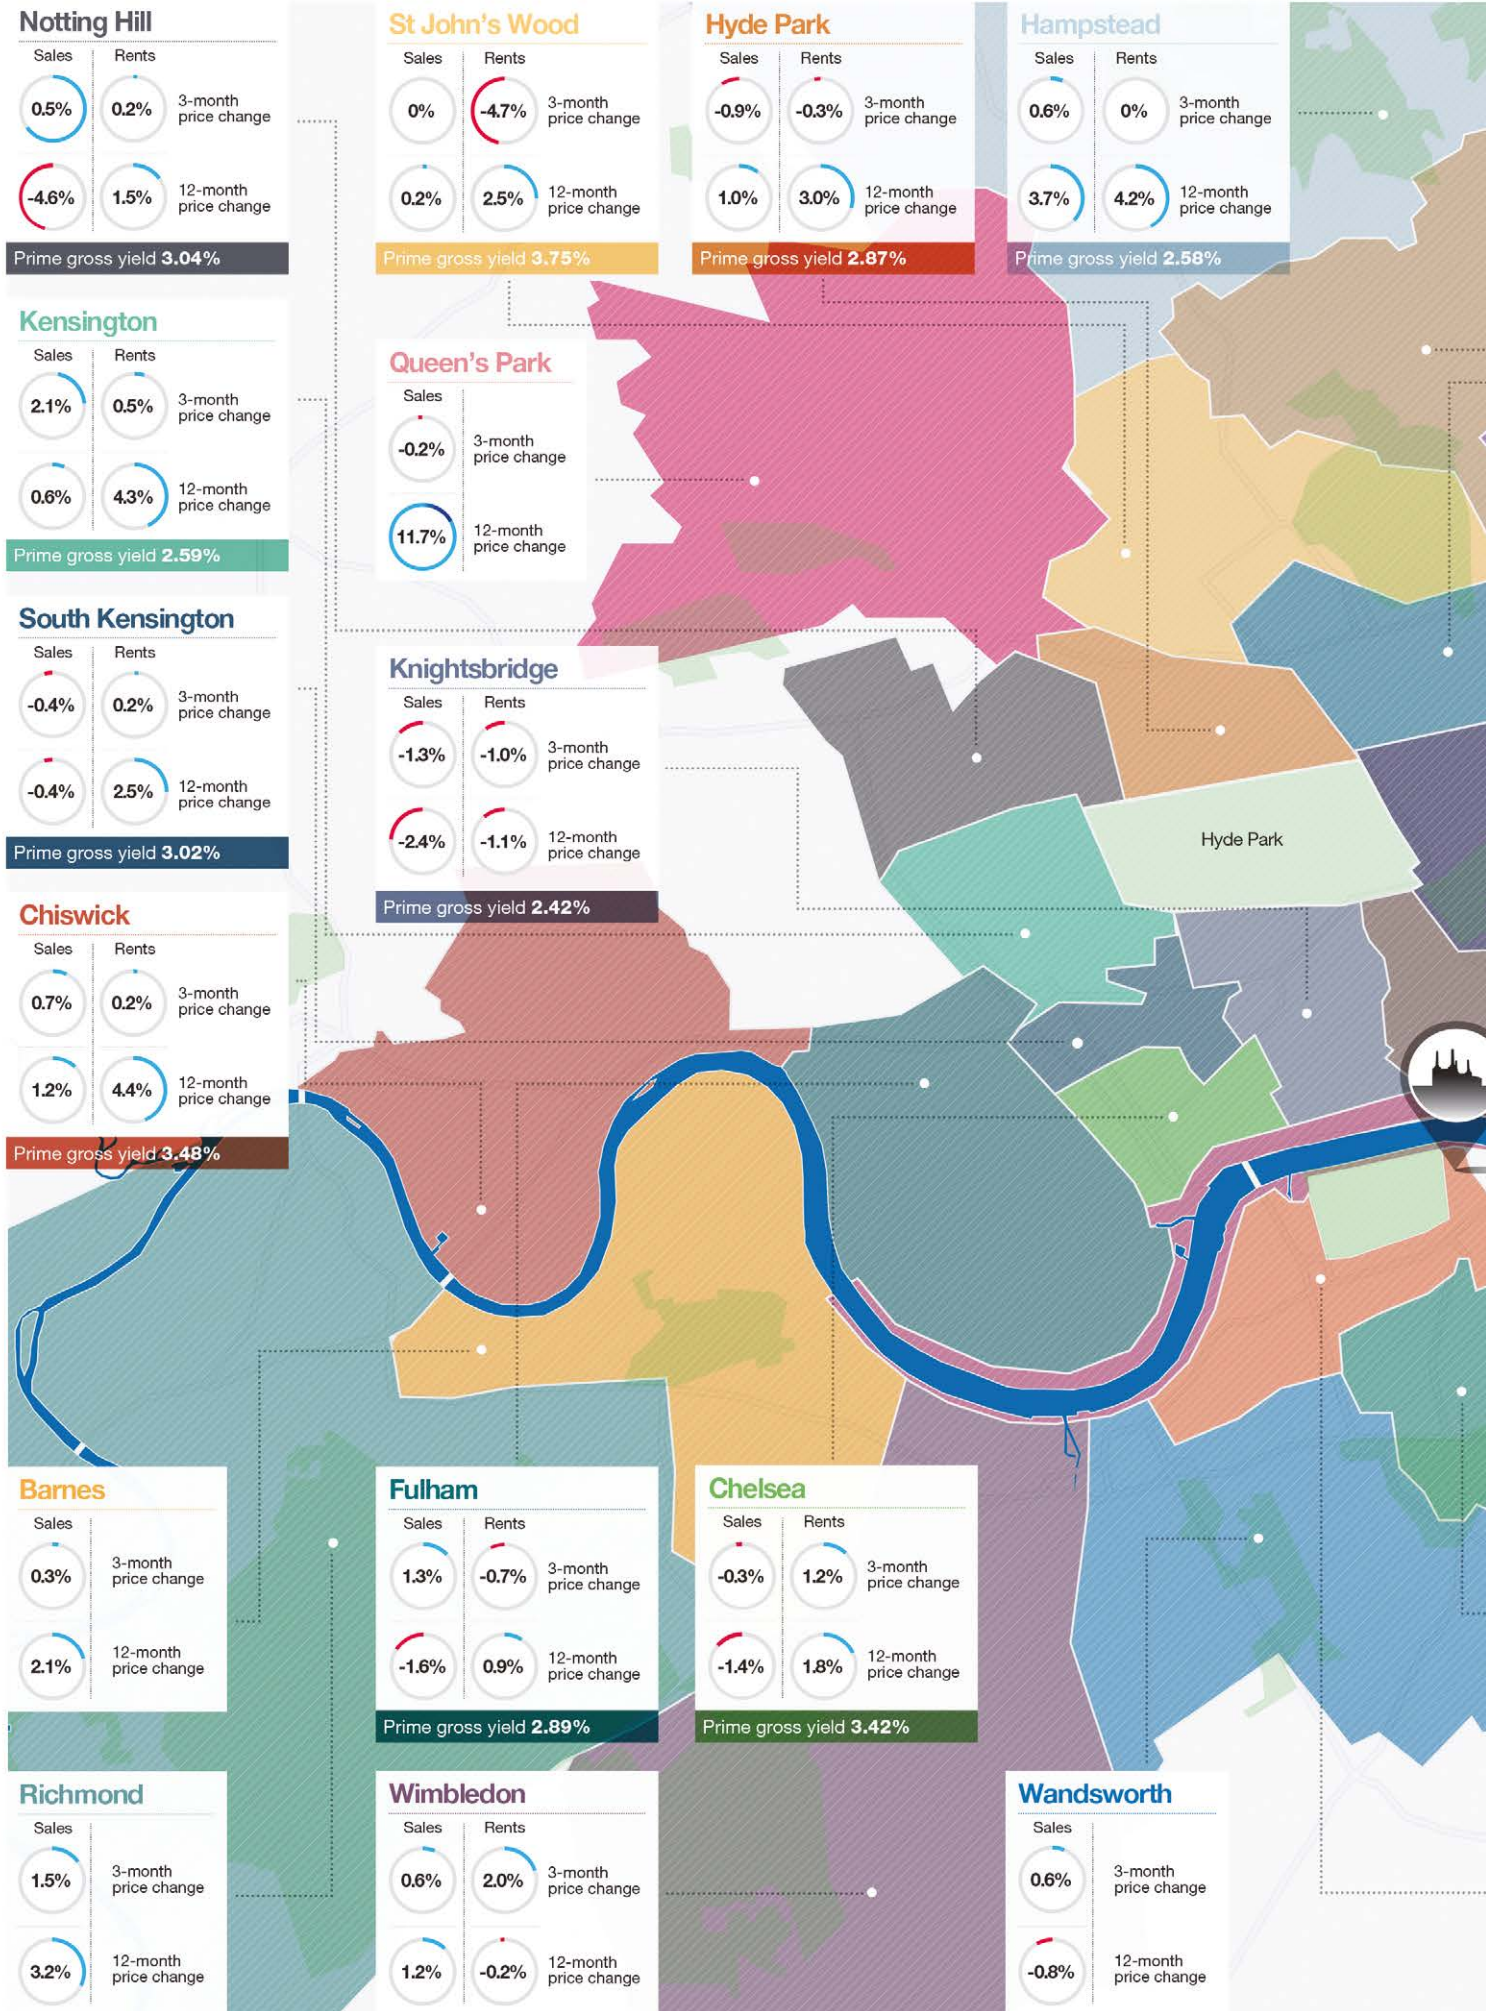 Notting Hill
Sales Rents
0.5% 0.2% 3-month
price change
-4.6% 1.5% 12-month
price change
Prime gross yield 3.04%
St John's Wood
Sales Rents
0% -4.7% 3-month
price change
0.2% 2.5% 12-month
price change
Prime gross yield 3.75%
Hyde Park
Sales Rents
-0.9% -0.3% 3-month
price change
1.0% 3.0% 12-month
price change
Prime gross yield 2.87%
Hampstead
Sales Rents
0.6% 0% 3-month
price change
3.7% 4.2% 12-month
price change
Prime gross yield 2.58%
Kensington
Sales Rents
2.1% 0.5% 3-month
price change
0.6% 4.3% 12-month
price change
Prime gross yield 2.59%
Queen's Park
Sales
-0.2% 3-month
price change
11.7% 12-month
price change
South Kensington
Sales Rents
-0.4% 0.2% 3-month
price change
-0.4% 2.5% 12-month
price change
Prime gross yield 3.02%
Knightsbridge
Sales Rents
-1.3% -1.0% 3-month
price change
-2.4% -1.1% 12-month
price change
Prime gross yield 2.42%
Hyde Park
Chiswick
Sales Rents
0.7% 0.2% 3-month
price change
1.2% 4.4% 12-month
price change
Prime gross yield 3.48%
Barnes
Sales
0.3% 3-month
price change
2.1% 12-month
price change
Fulham
Sales Rents
1.3% -0.7% 3-month
price change
-1.6% 0.9% 12-month
price change
Prime gross yield 2.89%
Chelsea
Sales Rents
-0.3% 1.2% 3-month
price change
-1.4% 1.8% 12-month
price change
Prime gross yield 3.42%
Richmond
Sales
1.5% 3-month
price change
3.2% 12-month
price change
Wimbledon
Sales Rents
0.6% 2.0% 3-month
price change
1.2% -0.2% 12-month
price change
Wandsworth
Sales
0.6% 3-month
price change
-0.8% 12-month
price change